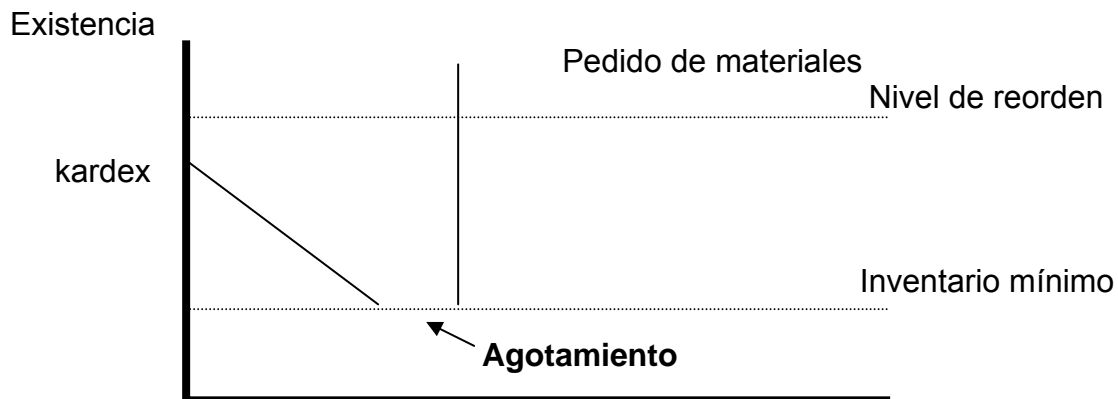 Existencia
Pedido de materiales
Nivel de reorden
kardex
Inventario mínimo
Agotamiento